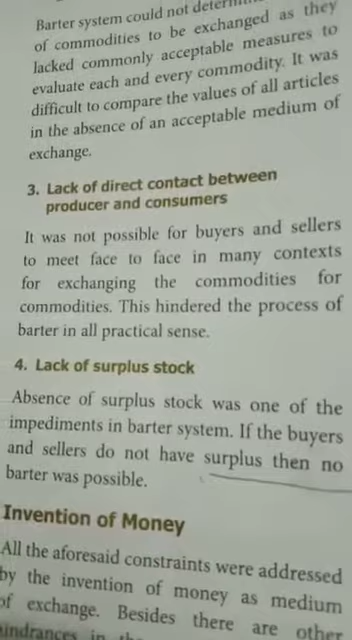 Barter system could not
of commodities to be exchanged as they
lacked commonly acceptable measures to
evaluate each and every commodity. It was
difficult to compare the values of all articles
in the absence of an acceptable medium of
exchange.
3. Lack of direct contact between
producer and consumers
It was not possible for buyers and sellers
to meet face to face in many contexts
for exchanging the commodities for
commodities. This hindered the process of
barter in all practical sense.
4. Lack of surplus stock
Absence of surplus stock was one of the
impediments in barter system. If the buyers
and sellers do not have surplus then no
barter was possible.
Invention of Money
All the aforesaid constraints were addressed
by the invention of money as medium
of exchange. Besides there are other
in